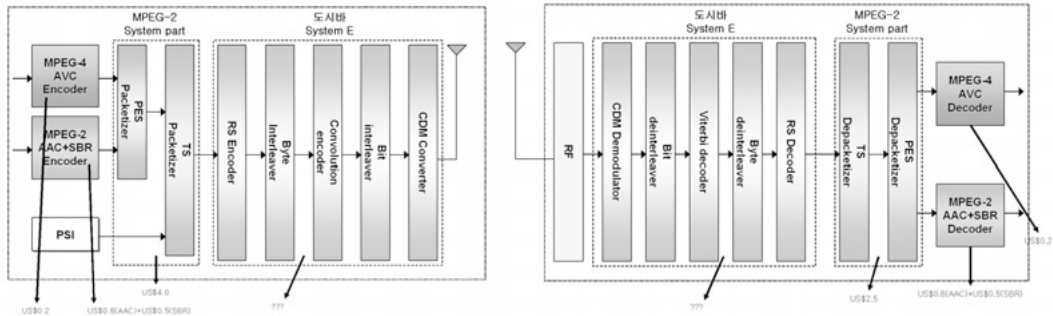 MPEG-2
System part
도시바
System E
MPEG-4
AVC
Encoder
MPEG-2
AAC+SBR
Encoder
PSI
PES
Packetizer
TS
Packetizer
RS Encoder
Byte
Interleaver
Convolution
encoder
Bit
interleaver
CDM Converter
US$0.2
US$0.6(AAC)+US$0.5(SBR)
US$4.0
???
도시바
System E
MPEG-2
System part
RF
CDM Demodulator
Bit
deinterleaver
Viterbi decoder
Byte
deinterleaver
RS Decoder
TS
Depacketizer
PES
Depacketizer
MPEG-4
AVC
Decoder
MPEG-2
AAC+SBR
Decoder
US$0.2
???
US$2.5
US$0.6(AAC)+US$0.5(SBR)